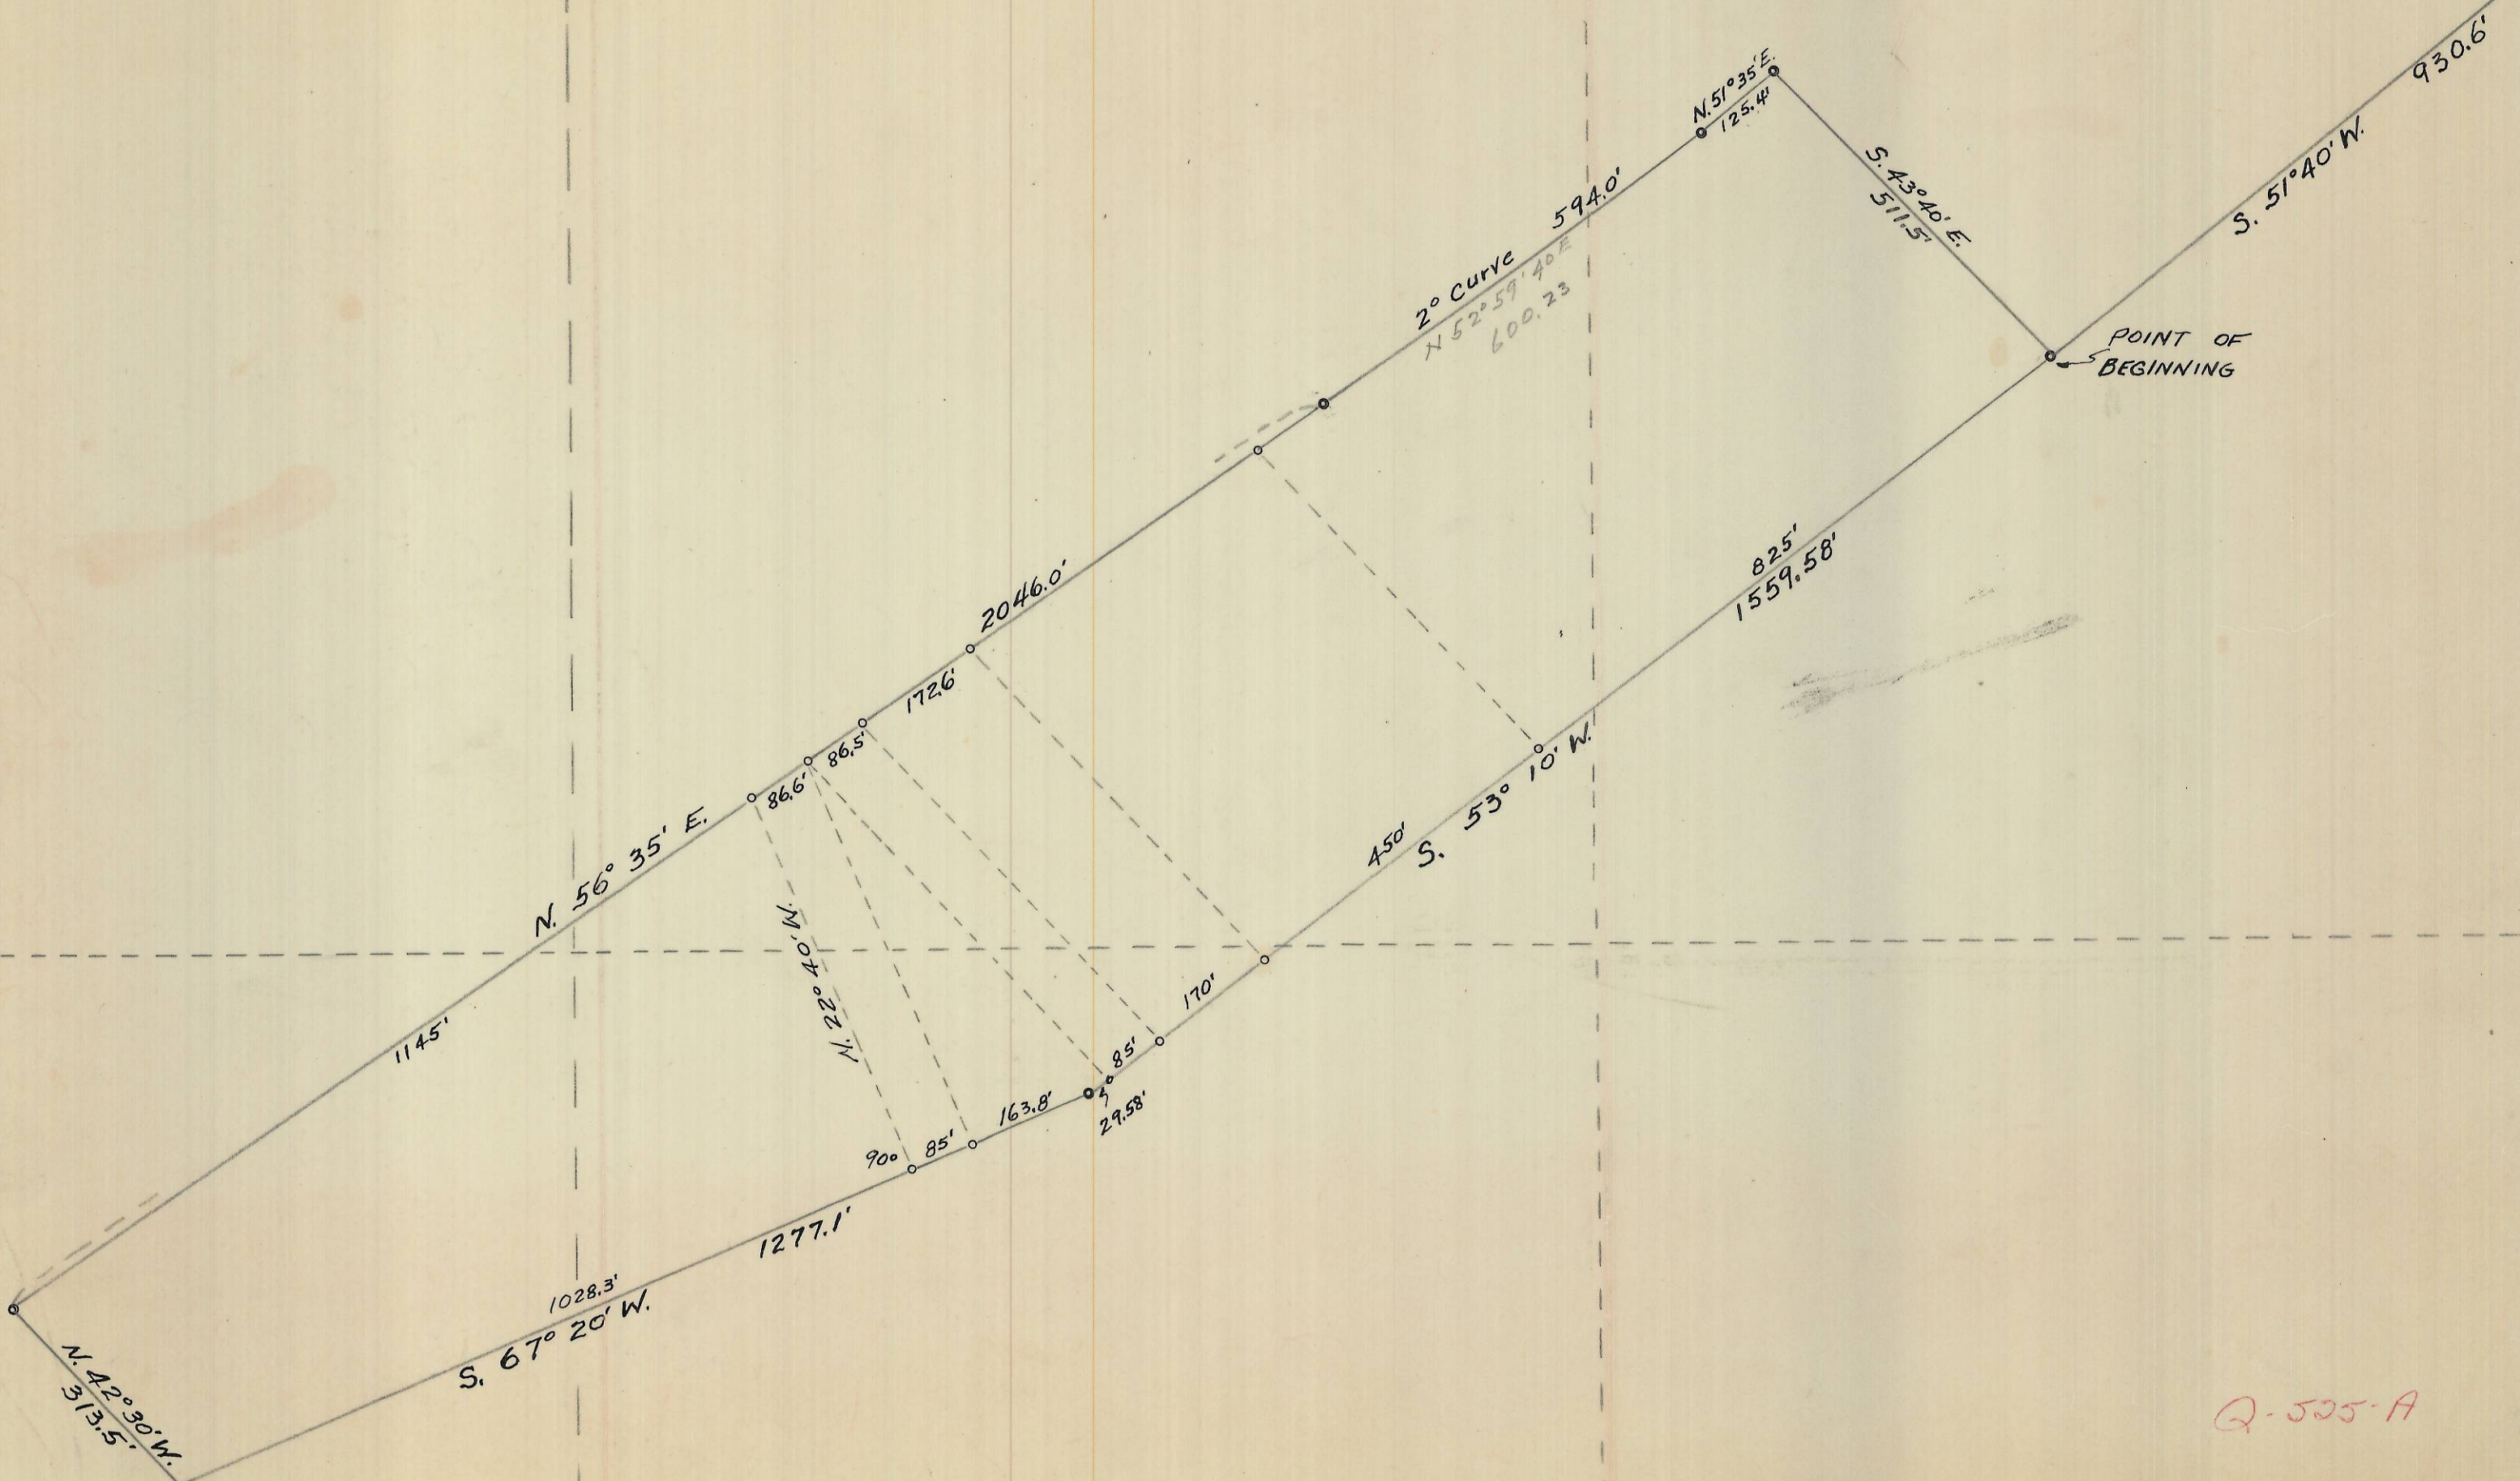 930.6'
S. 51°40' W.
N. 51°35' E.
125.4'
S. 43°40' E.
511.5'
594.0'
2° Curve
N 52° 59' 40 E
600.23
POINT OF
BEGINNING
825'
1559.58'
2046.0'
172.6'
86.5'
86.6'
S. 53° 10' W.
450'
N. 56° 35' E.
N. 22° 40' W.
170'
85'
29.58'
163.8'
85'
90°
1145'
1277.1'
1028.3'
S. 67° 20' W.
N. 42°30' W.
313.5'
Q-525-A